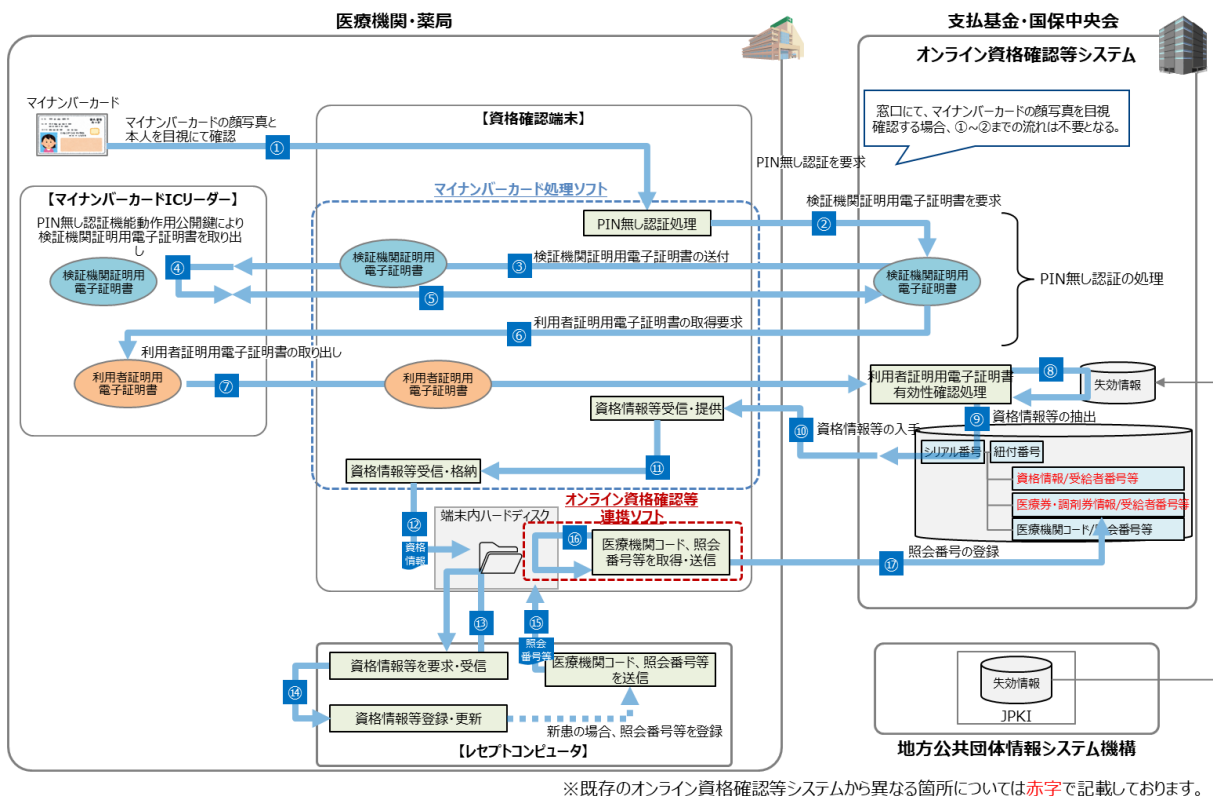 医療機関・薬局
支払基金・国保中央会
オンライン資格確認等システム
マイナンバーカード
マイナンバーカードの顔写真と
本人を目視にて確認
①
【資格確認端末】
窓口にて、マイナンバーカードの顔写真を目視
確認する場合、①~②までの流れは不要となる。
PIN無し認証を要求
【マイナンバーカードICリーダー】
マイナンバーカード処理ソフト
PIN無し認証機能動作用公開鍵により
検証機関証明用電子証明書を取り出
し
PIN無し認証処理
検証機関証明用電子証明書を要求
②
検証機関証明用
電子証明書
④
検証機関証明用
電子証明書
③
検証機関証明用電子証明書の送付
検証機関証明用
電子証明書
⑤
PIN無し認証の処理
⑥
利用者証明用電子証明書の取得要求
利用者証明用電子証明書の取り出し
利用者証明用
電子証明書
⑦
利用者証明用
電子証明書
利用者証明用電子証明書
有効性確認処理
⑧
失効情報
資格情報等受信・提供
⑩
資格情報等の入手
⑨
資格情報等の抽出
シリアル番号
紐付番号
資格情報/受給者番号等
医療券・調剤券情報/受給者番号等
医療機関コード/照会番号等
⑪
資格情報等受信・格納
オンライン資格確認等
連携ソフト
⑫
資格
情報
端末内ハードディスク
⑯
医療機関コード、照会
番号等を取得・送信
照会番号の登録
⑰
⑬
⑮
照会
番号等
資格情報等を要求・受信
医療機関コード、照会番号等
を送信
⑭
資格情報等登録・更新
新患の場合、照会番号等を登録
【レセプトコンピュータ】
失効情報
JPKI
地方公共団体情報システム機構
※既存のオンライン資格確認等システムから異なる箇所については赤字で記載しております。